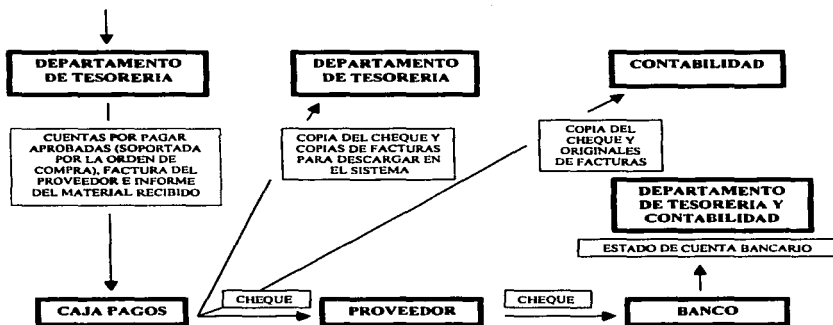 DEPARTAMENTO
DE TESORERIA
DEPARTAMENTO
DE TESORERIA
CONTABILIDAD
CUENTAS POR PAGAR
APROBADAS (SOPORTADA
POR LA ORDEN DE
COMPRA), FACTURA DEL
PROVEEDOR E INFORME
DEL MATERIAL RECIBIDO
COPIA DEL CHEQUE Y
COPIAS DE FACTURAS
PARA DESCARGAR EN
EL SISTEMA
COPIA DEL
CHEQUE Y
ORIGINALES
DE FACTURAS
DEPARTAMENTO
DE TESORERIA Y
CONTABILIDAD
ESTADO DE CUENTA BANCARIO
CAJA PAGOS
CHEQUE
PROVEEDOR
CHEQUE
BANCO